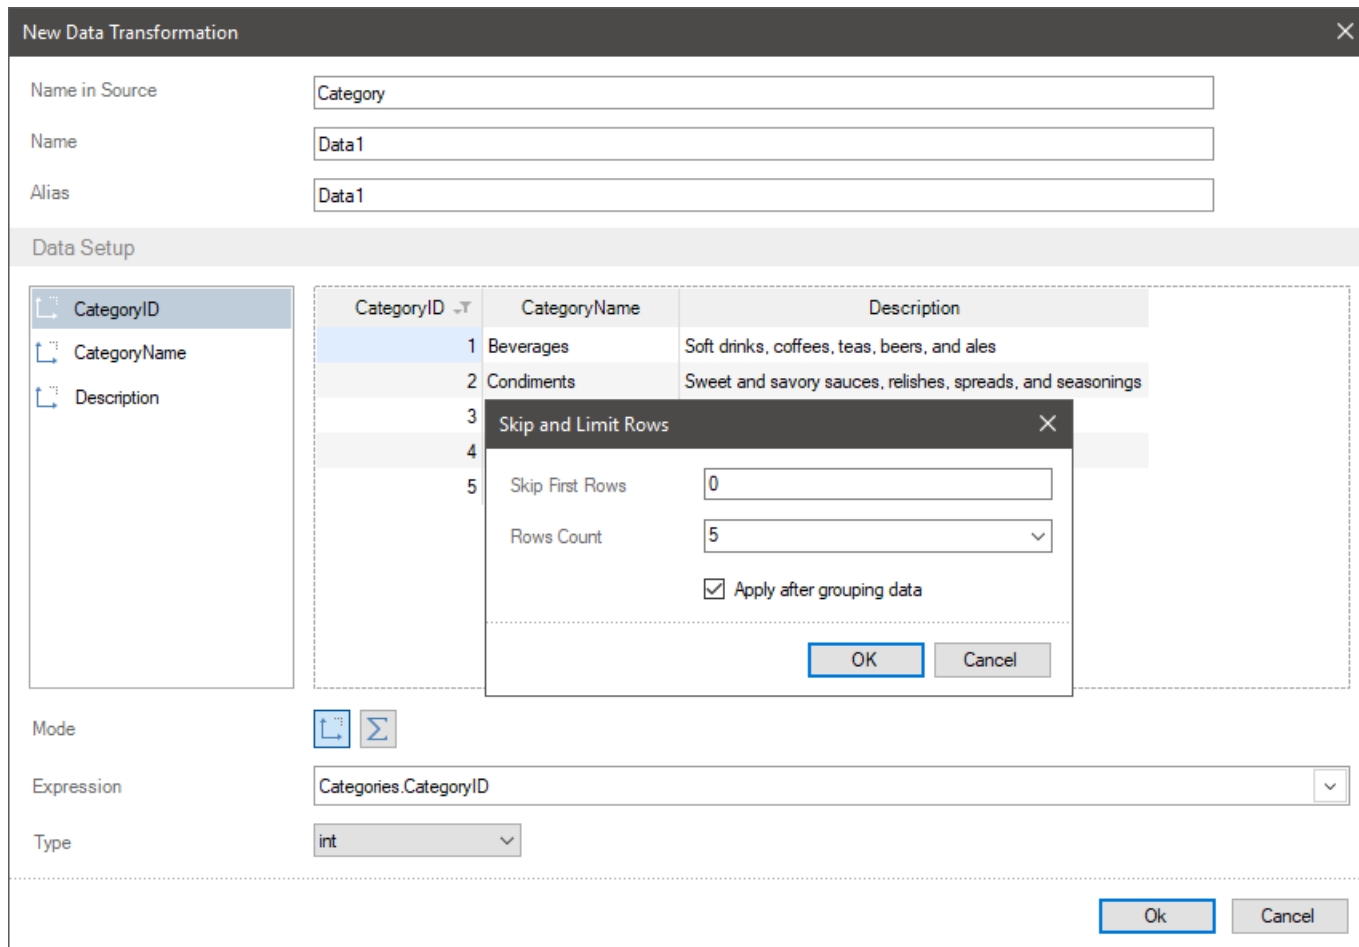 New Data Transformation
Name in Source
Category
Name
Data1
Alias
Data1
Data Setup
CategoryID
CategoryName
Description
CategoryID CategoryName Description
1 Beverages Soft drinks, coffees, teas, beers, and ales
2 Condiments Sweet and savory sauces, relishes, spreads, and seasonings
3
4
5
Skip and Limit Rows
Skip First Rows 0
Rows Count 5
Apply after grouping data
OK Cancel
Mode
Expression Categories.CategoryID
Type int
Ok Cancel